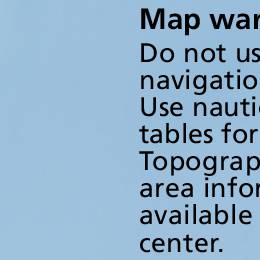 Map war
Do not us
navigatio
Use nauti
tables for
Topograp
area infor
available
center.